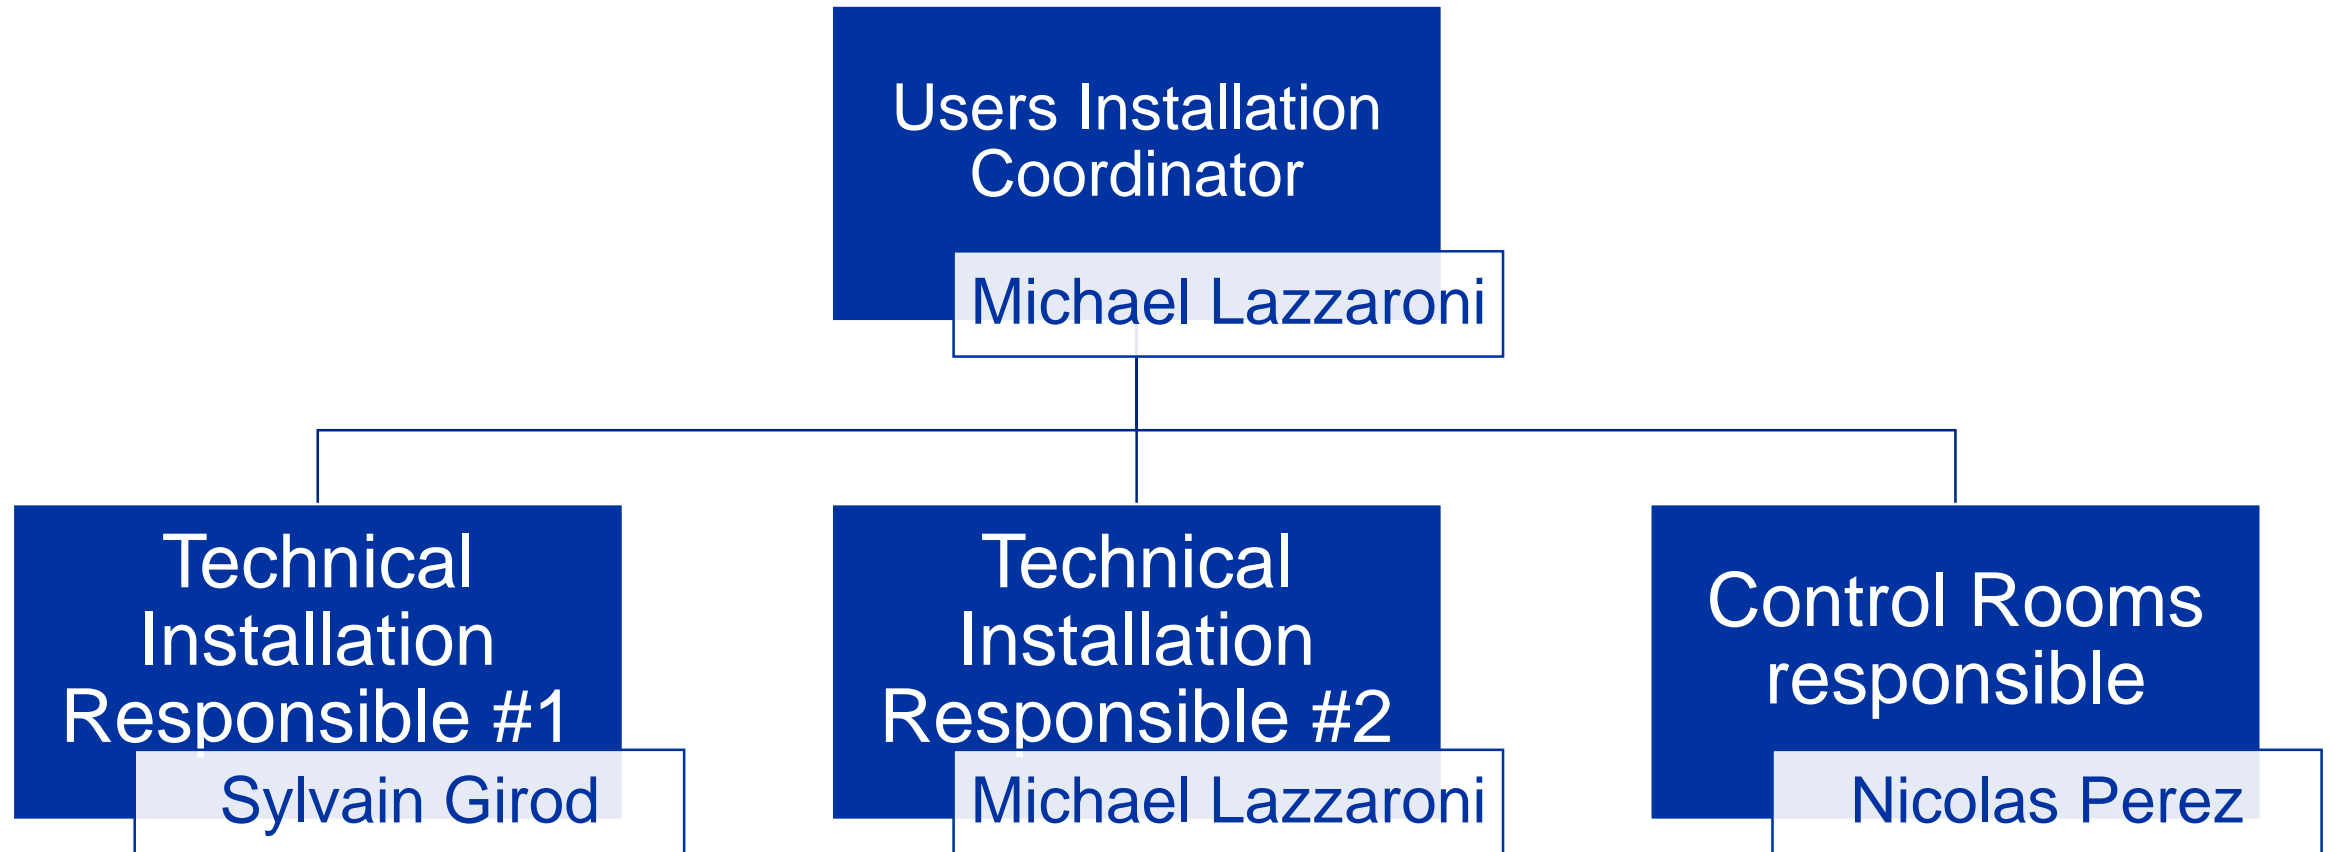 Users Installation
Coordinator
Michael Lazzaroni
Technical
Installation
Responsible #1
Sylvain Girod
Technical
Installation
Responsible #2
Michael Lazzaroni
Control Rooms
responsible
Nicolas Perez